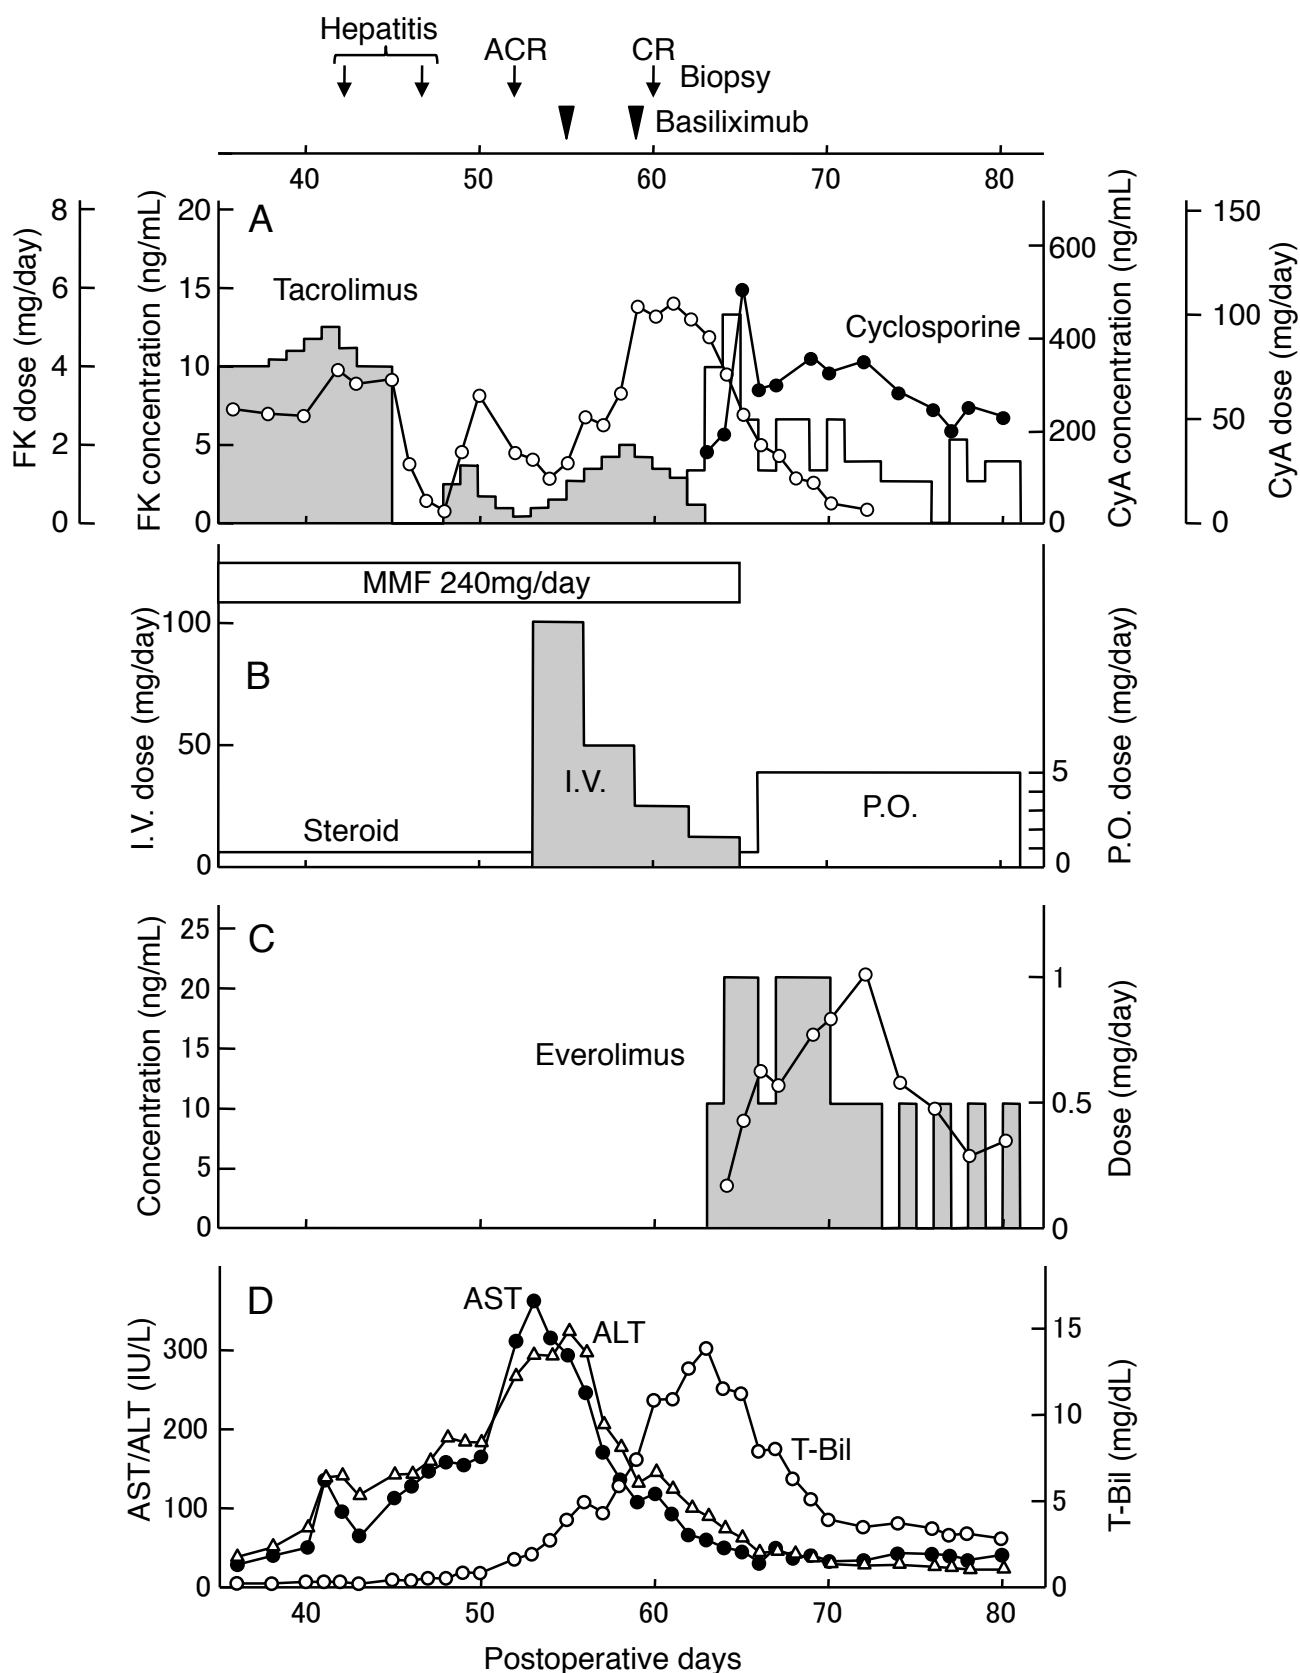 Hepatitis
ACR
CR
Biopsy
Basiliximub
40 50 60 70 80
A
FK dose (mg/day)
8
6
4
2
0
FK concentration (ng/mL)
20
15
10
5
0
Tacrolimus
Cyclosporine
CyA concentration (ng/mL)
600
400
200
0
CyA dose (mg/day)
150
100
50
0
MMF 240mg/day
B
I.V. dose (mg/day)
100
50
0
Steroid
I.V.
P.O.
P.O. dose (mg/day)
5
0
C
Concentration (ng/mL)
25
20
15
10
5
0
Everolimus
Dose (mg/day)
1
0.5
0
D
AST/ALT (IU/L)
300
200
100
0
AST
ALT
T-Bil
T-Bil (mg/dL)
15
10
5
0
40 50 60 70 80
Postoperative days